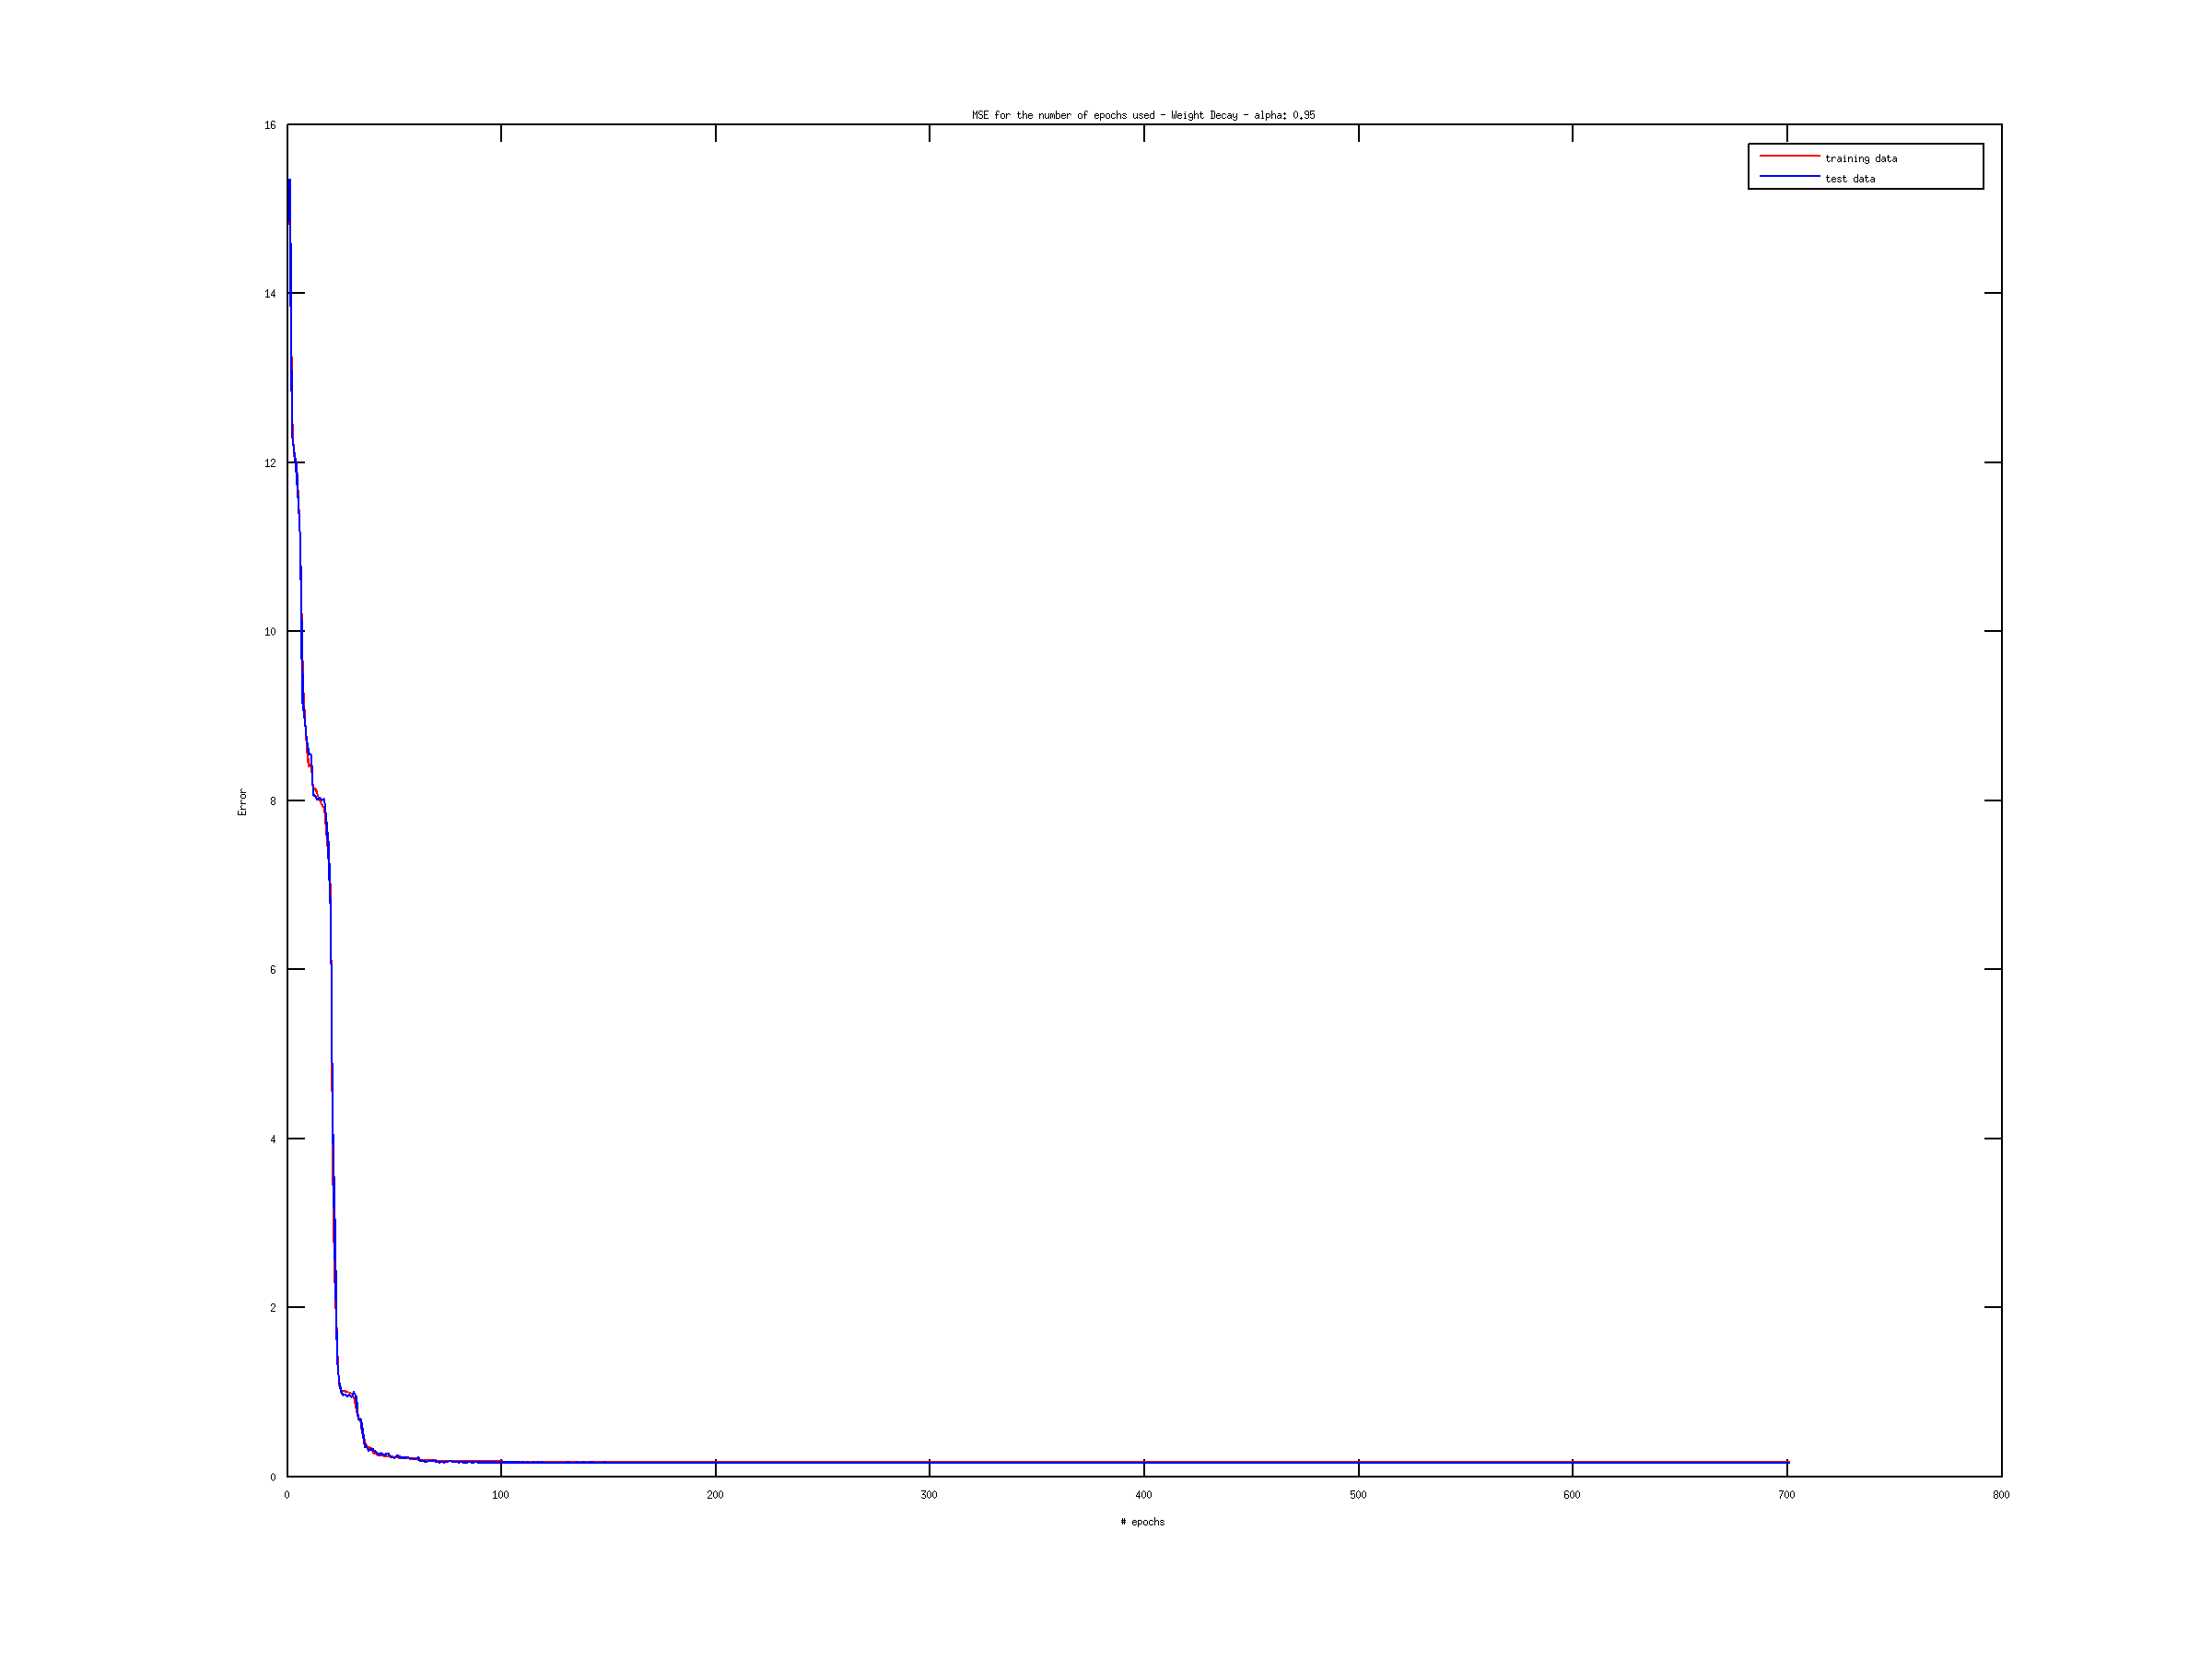 MSE for the number of epochs used - Weight Decay - alpha: 0.95
16
training data
test data
14
12
10
Error
8
6
4
2
0
0 100 200 300 400 500 600 700 800
# epochs